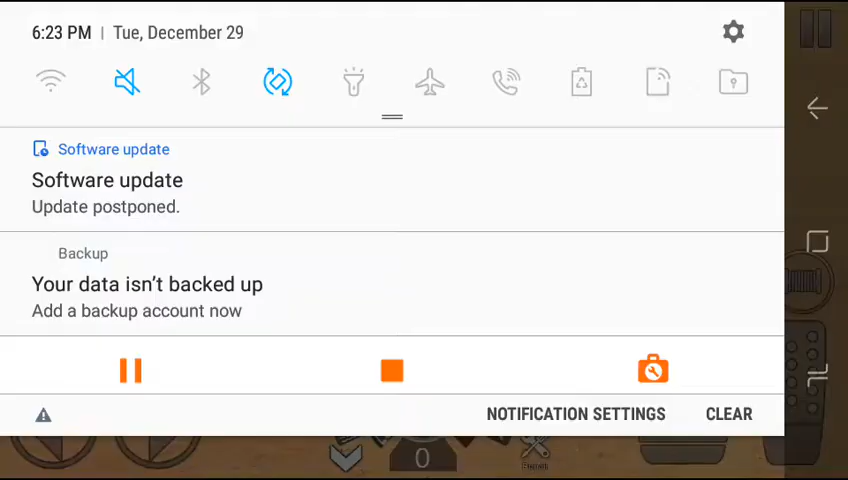 6:23 PM | Tue, December 29
Software update
Software update
Update postponed.
Backup
Your data isn’t backed up
Add a backup account now
NOTIFICATION SETTINGS CLEAR
0